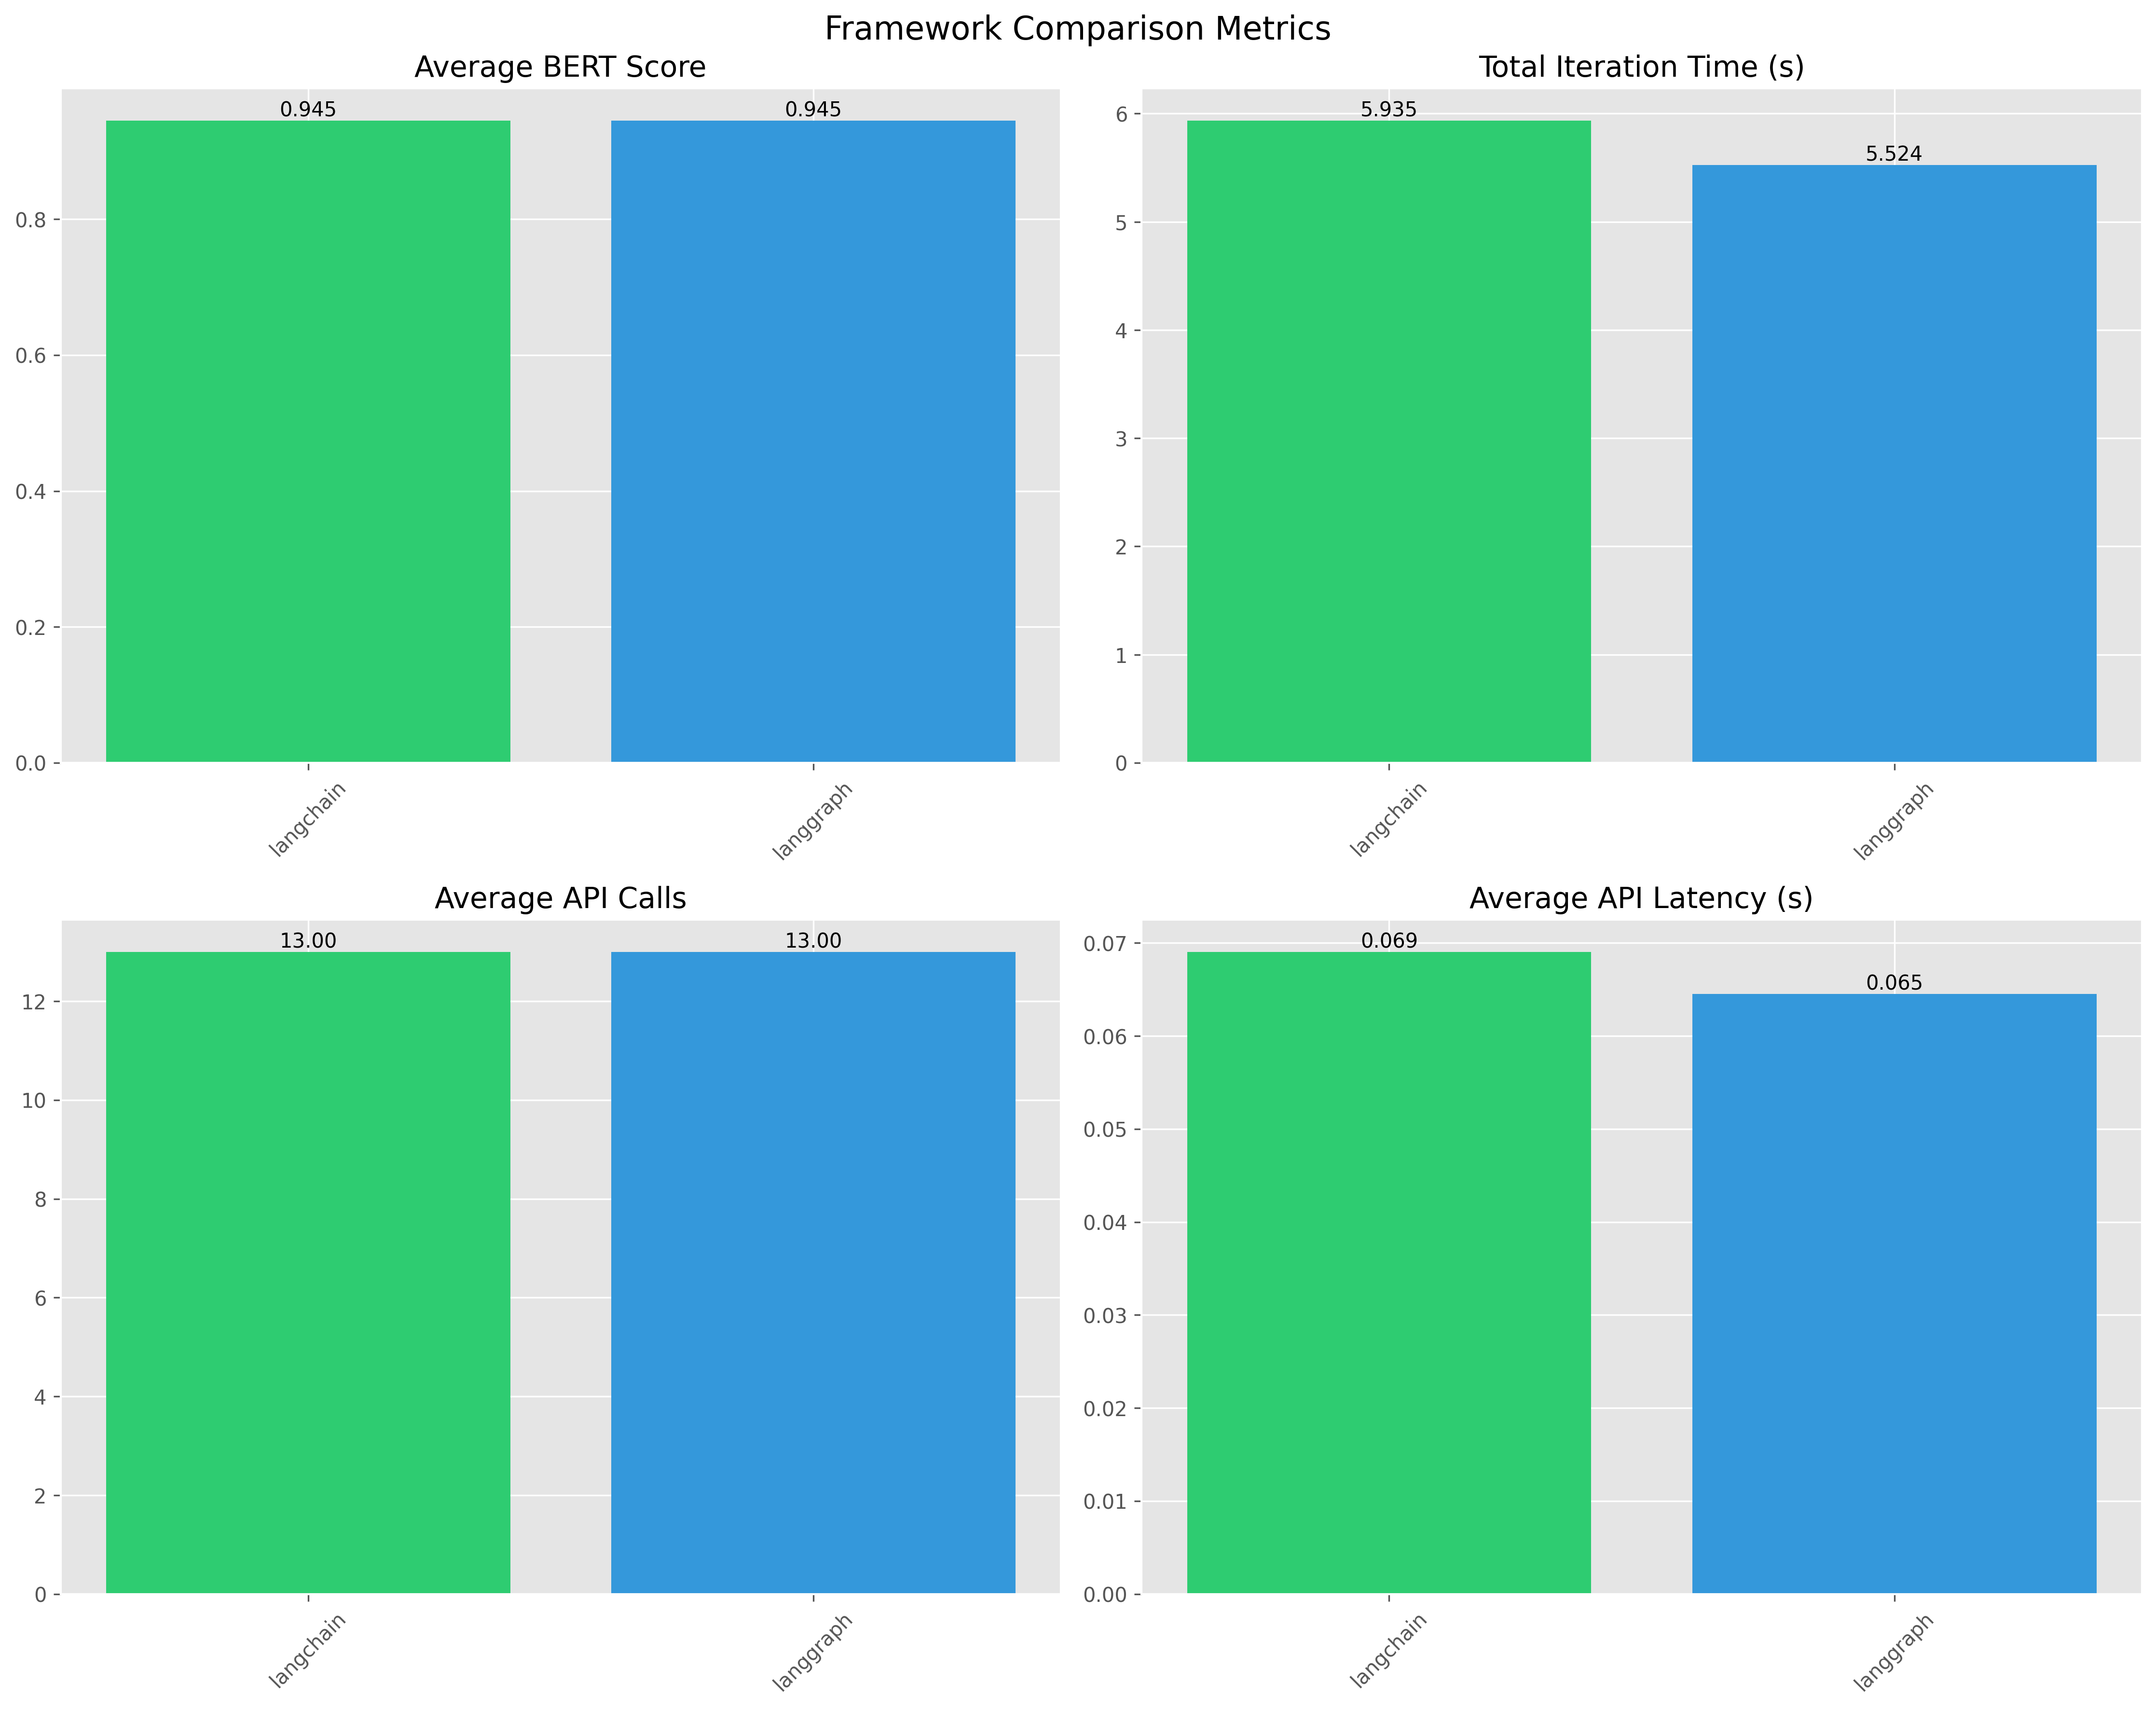 Framework Comparison Metrics
Average BERT Score
0.945
0.945
0.8
0.6
0.4
0.2
0.0
langchain
langgraph
Total Iteration Time (s)
5.935
5.524
6
5
4
3
2
1
0
langchain
langgraph
Average API Calls
13.00
13.00
12
10
8
6
4
2
0
langchain
langgraph
Average API Latency (s)
0.069
0.065
0.07
0.06
0.05
0.04
0.03
0.02
0.01
0.00
langchain
langgraph